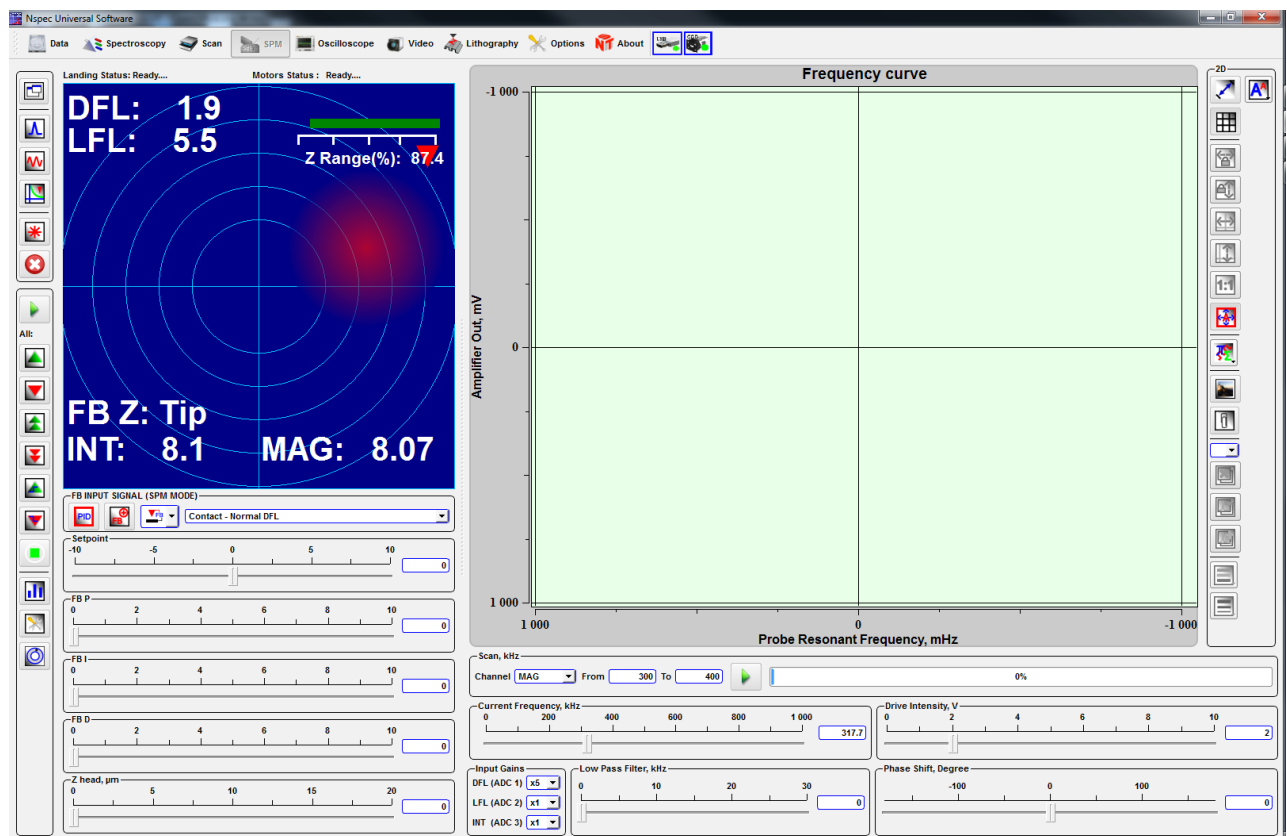 Nspec Universal Software
Data Spectroscopy Scan SPM Oscilloscope Video Lithography Options About
Landing Status: Ready.... Motors Status : Ready....
DFL: 1.9
LFL: 5.5
Z Range(%): 87.4
FB Z: Tip
INT: 8.1 MAG: 8.07
All:
FB INPUT SIGNAL (SPM MODE)
PID FB Contact - Normal DFL
Setpoint
-10 -5 0 5 10
0
FB P
0 2 4 6 8 10
0
FB I
0 2 4 6 8 10
0
FB D
0 2 4 6 8 10
0
Z head, µm
0 5 10 15 20
0
Frequency curve
Amplifier Out, mV
-1 000
0
1 000
1 000 0 -1 000
Probe Resonant Frequency, mHz
Scan, kHz
Channel MAG From 300 To 400 0%
Current Frequency, kHz
0 200 400 600 800 1 000
317.7
Drive Intensity, V
0 2 4 6 8 10
2
Input Gains
DFL (ADC 1) x5
LFL (ADC 2) x1
INT (ADC 3) x1
Low Pass Filter, kHz
0 10 20 30
0
Phase Shift, Degree
-100 0 100
0
2D
1:1